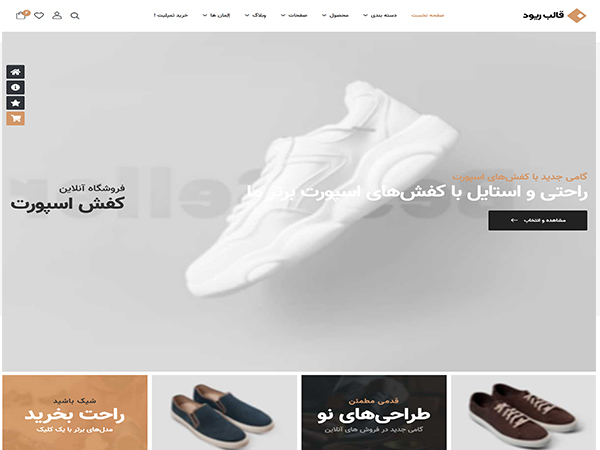 قالب ریود
صفحه نخست
دسته بندی
محصول
صفحات
وبلاگ
المان ها
خرید تمپلیت !
گامی جدید با کفش‌های اسپورت
راحتی و استایل با کفش‌های اسپورت برتر ما
مشاهده و انتخاب
فروشگاه آنلاین
کفش اسپورت
قدمی مطمئن
طراحی‌های نو
گامی جدید در فروش های آنلاین
شیک باشید
راحت بخرید
مدل‌های برتر با یک کلیک